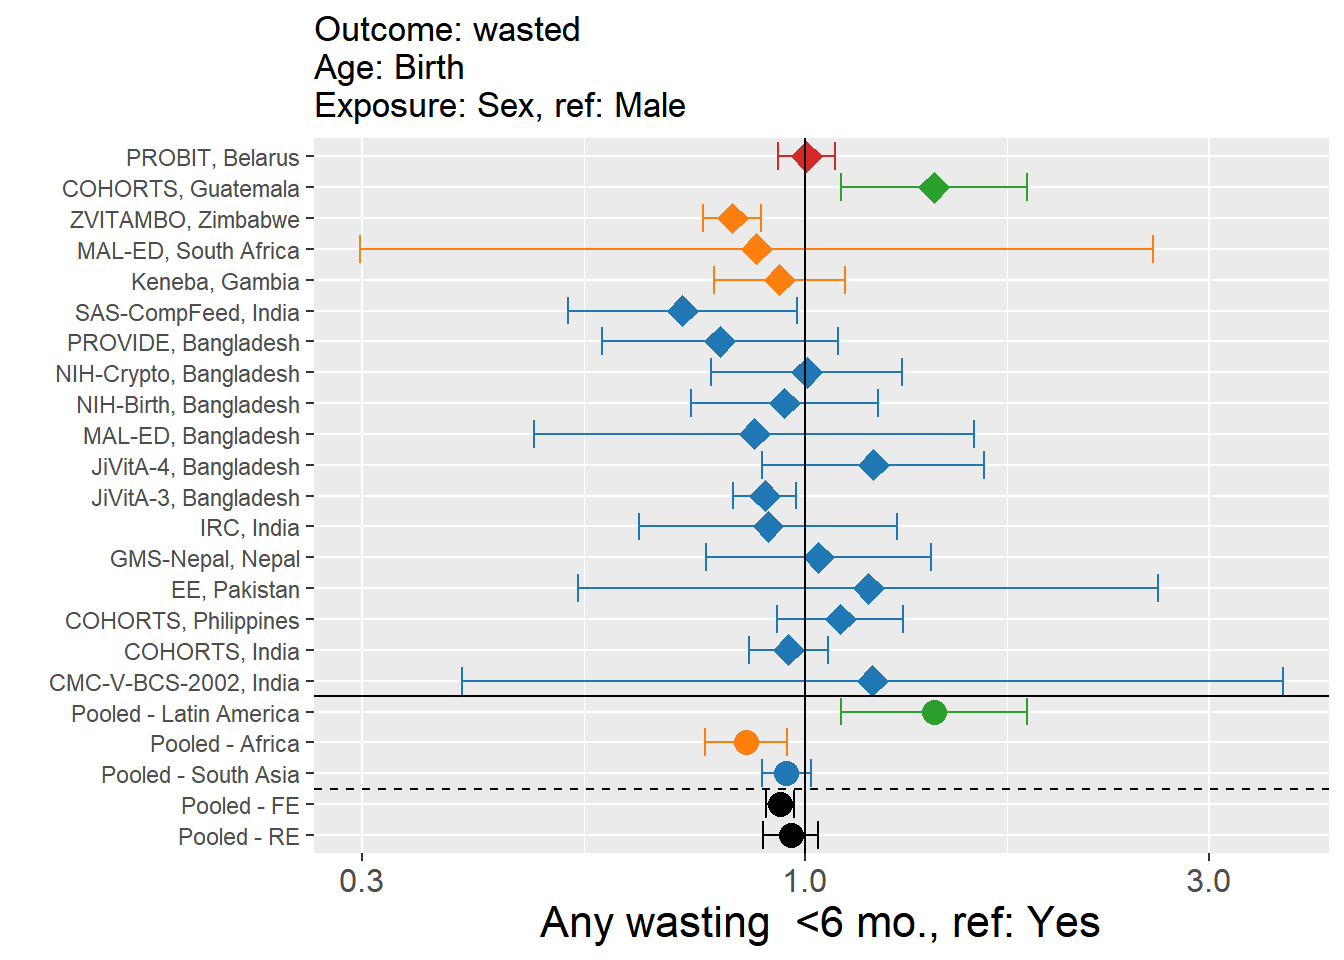 Outcome: wasted
Age: Birth
Exposure: Sex, ref: Male
PROBIT, Belarus
COHORTS, Guatemala
ZVITAMBO, Zimbabwe
MAL-ED, South Africa
Keneba, Gambia
SAS-CompFeed, India
PROVIDE, Bangladesh
NIH-Crypto, Bangladesh
NIH-Birth, Bangladesh
MAL-ED, Bangladesh
JiVitA-4, Bangladesh
JiVitA-3, Bangladesh
IRC, India
GMS-Nepal, Nepal
EE, Pakistan
COHORTS, Philippines
COHORTS, India
CMC-V-BCS-2002, India
Pooled - Latin America
Pooled - Africa
Pooled - South Asia
Pooled - FE
Pooled - RE
0.3 1.0 3.0
Any wasting  <6 mo., ref: Yes